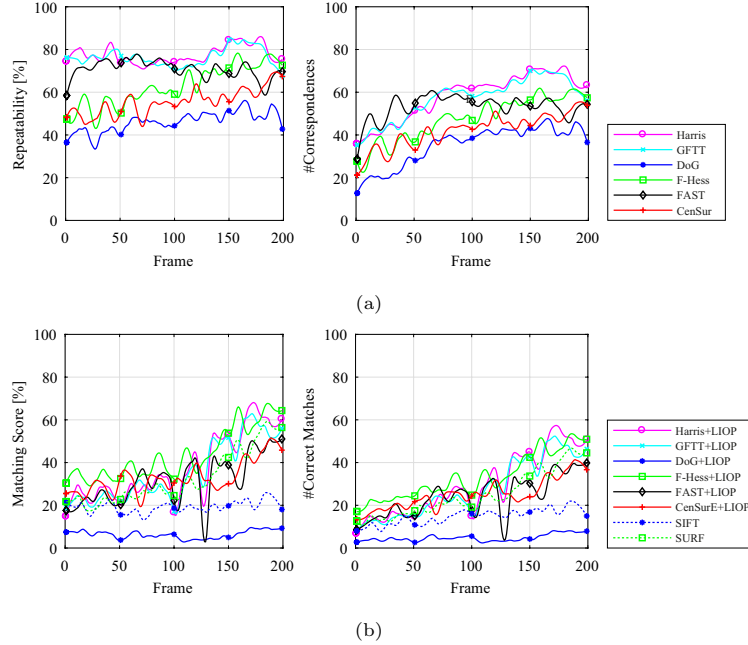 100
80
60
40
20
0
Repeatability [%]
0 50 100 150 200
Frame
100
80
60
40
20
0
#Correspondences
0 50 100 150 200
Frame
Harris
GFTT
DoG
F-Hess
FAST
CenSur
(a)
100
80
60
40
20
0
Matching Score [%]
0 50 100 150 200
Frame
100
80
60
40
20
0
#Correct Matches
0 50 100 150 200
Frame
Harris+LIOP
GFTT+LIOP
DoG+LIOP
F-Hess+LIOP
FAST+LIOP
CenSurE+LIOP
SIFT
SURF
(b)